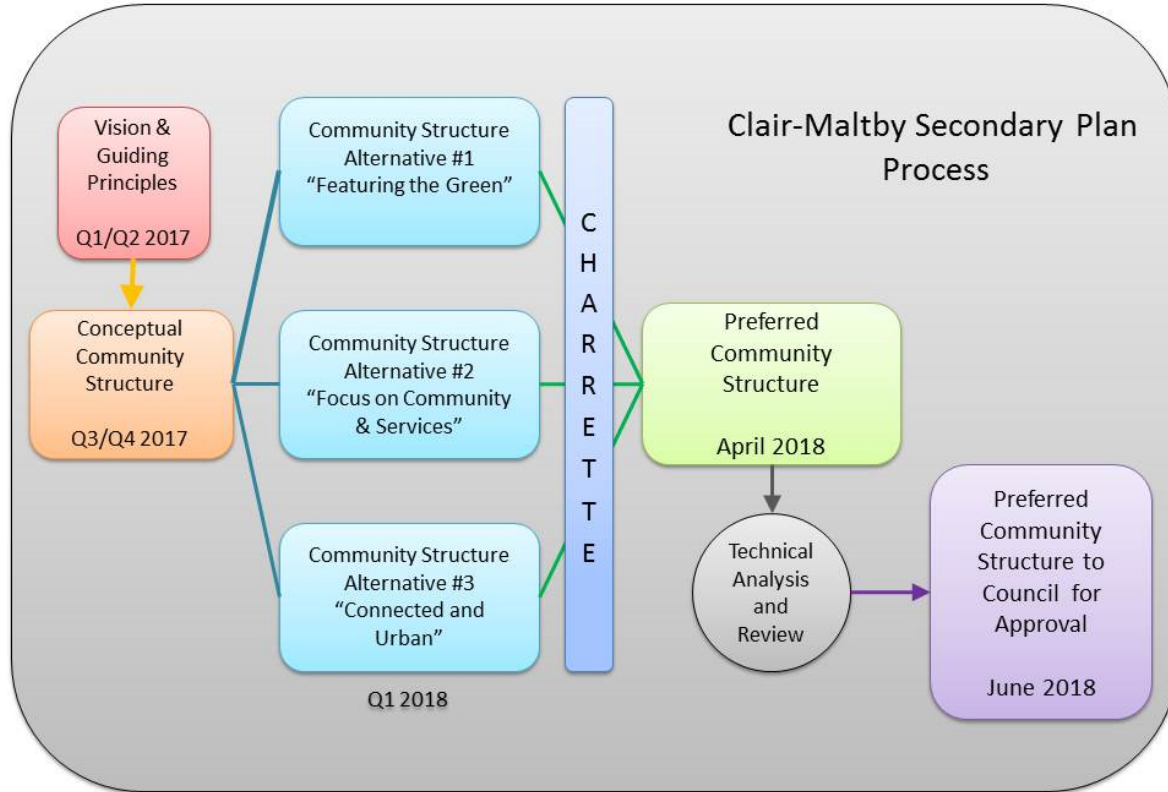 Clair-Maltby Secondary Plan
Process
Vision &
Guiding
Principles
Q1/Q2 2017
Conceptual
Community
Structure
Q3/Q4 2017
Community Structure
Alternative #1
“Featuring the Green”
Community Structure
Alternative #2
“Focus on Community
& Services”
Community Structure
Alternative #3
“Connected and
Urban”
Q1 2018
CHARRETTE
Preferred
Community
Structure
April 2018
Technical
Analysis
and
Review
Preferred
Community
Structure to
Council for
Approval
June 2018